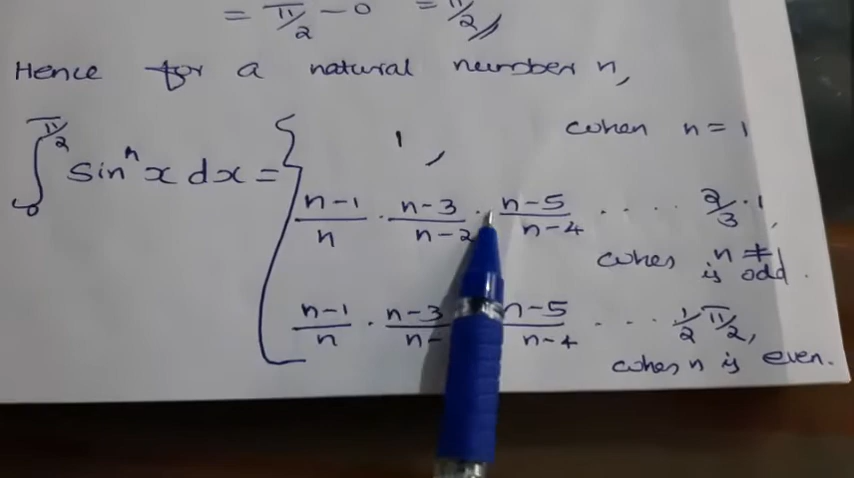 = π/2 - 0 = π/2
Hence for a natural number n,
∫₀^{π/2} sinⁿx dx = { 1, when n = 1
(n-1)/n · (n-3)/(n-2) · (n-5)/(n-4) · · · · 2/3 · 1,
when n ≠ 1
is odd.
(n-1)/n · (n-3)/(n- · (n-5)/(n-4) · · · · 1/2 π/2,
when n is even.